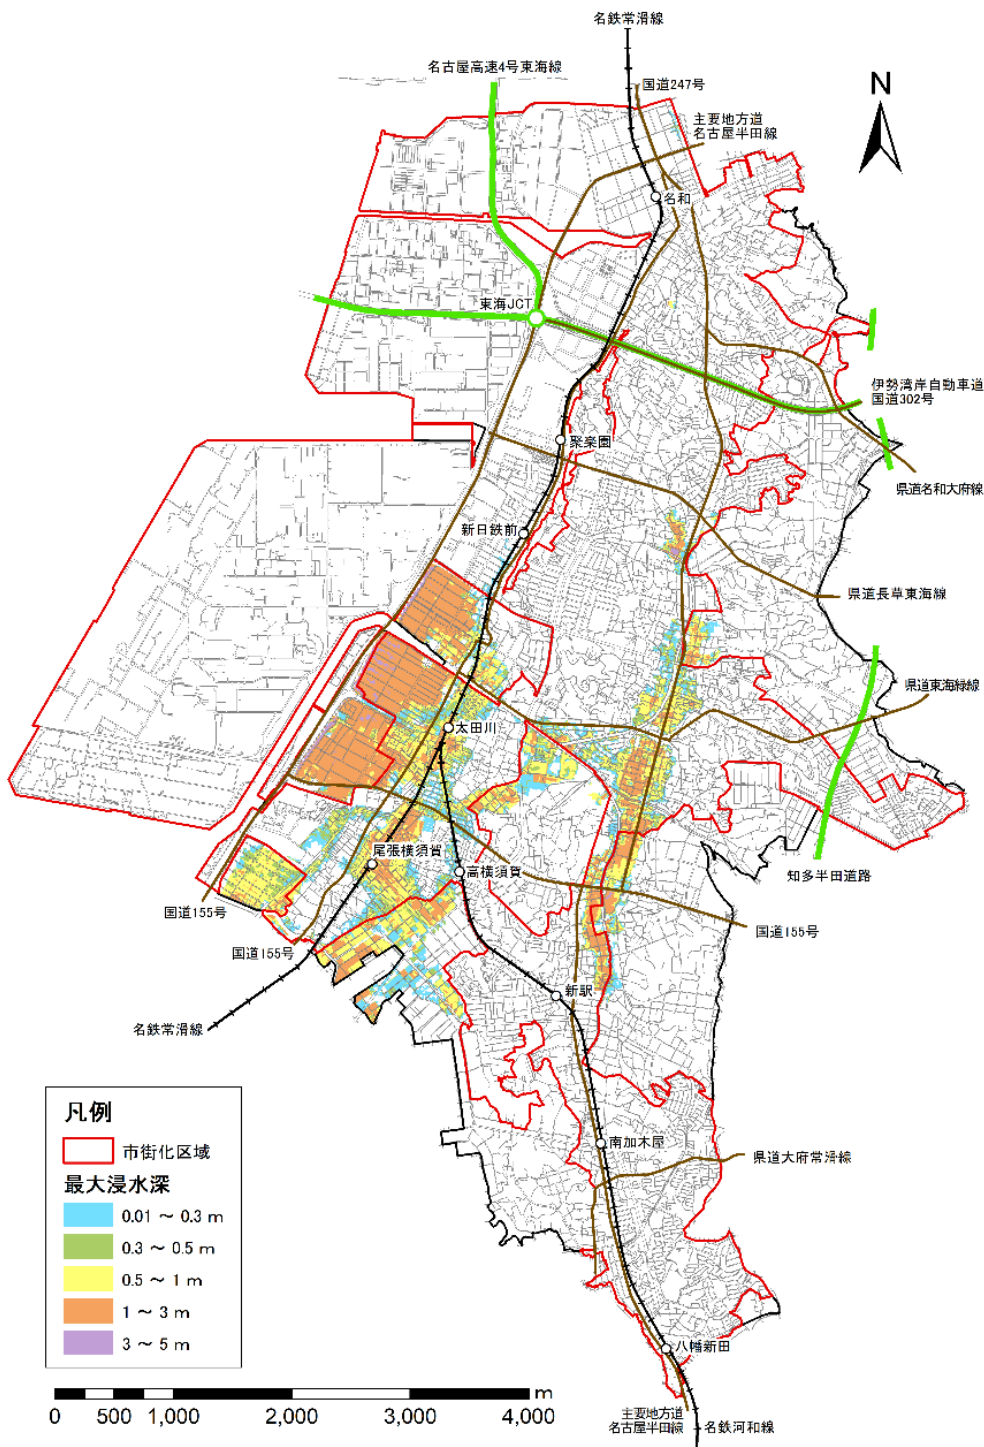 名鉄常滑線
名古屋高速4号東海線
国道247号
主要地方道
名古屋半田線
N
名和
東海JCT
伊勢湾岸自動車道
国道302号
聚楽園
県道名和大府線
新日鉄前
県道長草東海線
県道東海緑線
太田川
尾張横須賀
高横須賀
知多半田道路
国道155号
国道155号
国道155号
新駅
名鉄常滑線
凡例
市街化区域
最大浸水深
0.01 ～ 0.3 m
0.3 ～ 0.5 m
0.5 ～ 1 m
1 ～ 3 m
3 ～ 5 m
南加木屋
県道大府常滑線
八幡新田
m
0 500 1,000 2,000 3,000 4,000
主要地方道
名古屋半田線
名鉄河和線